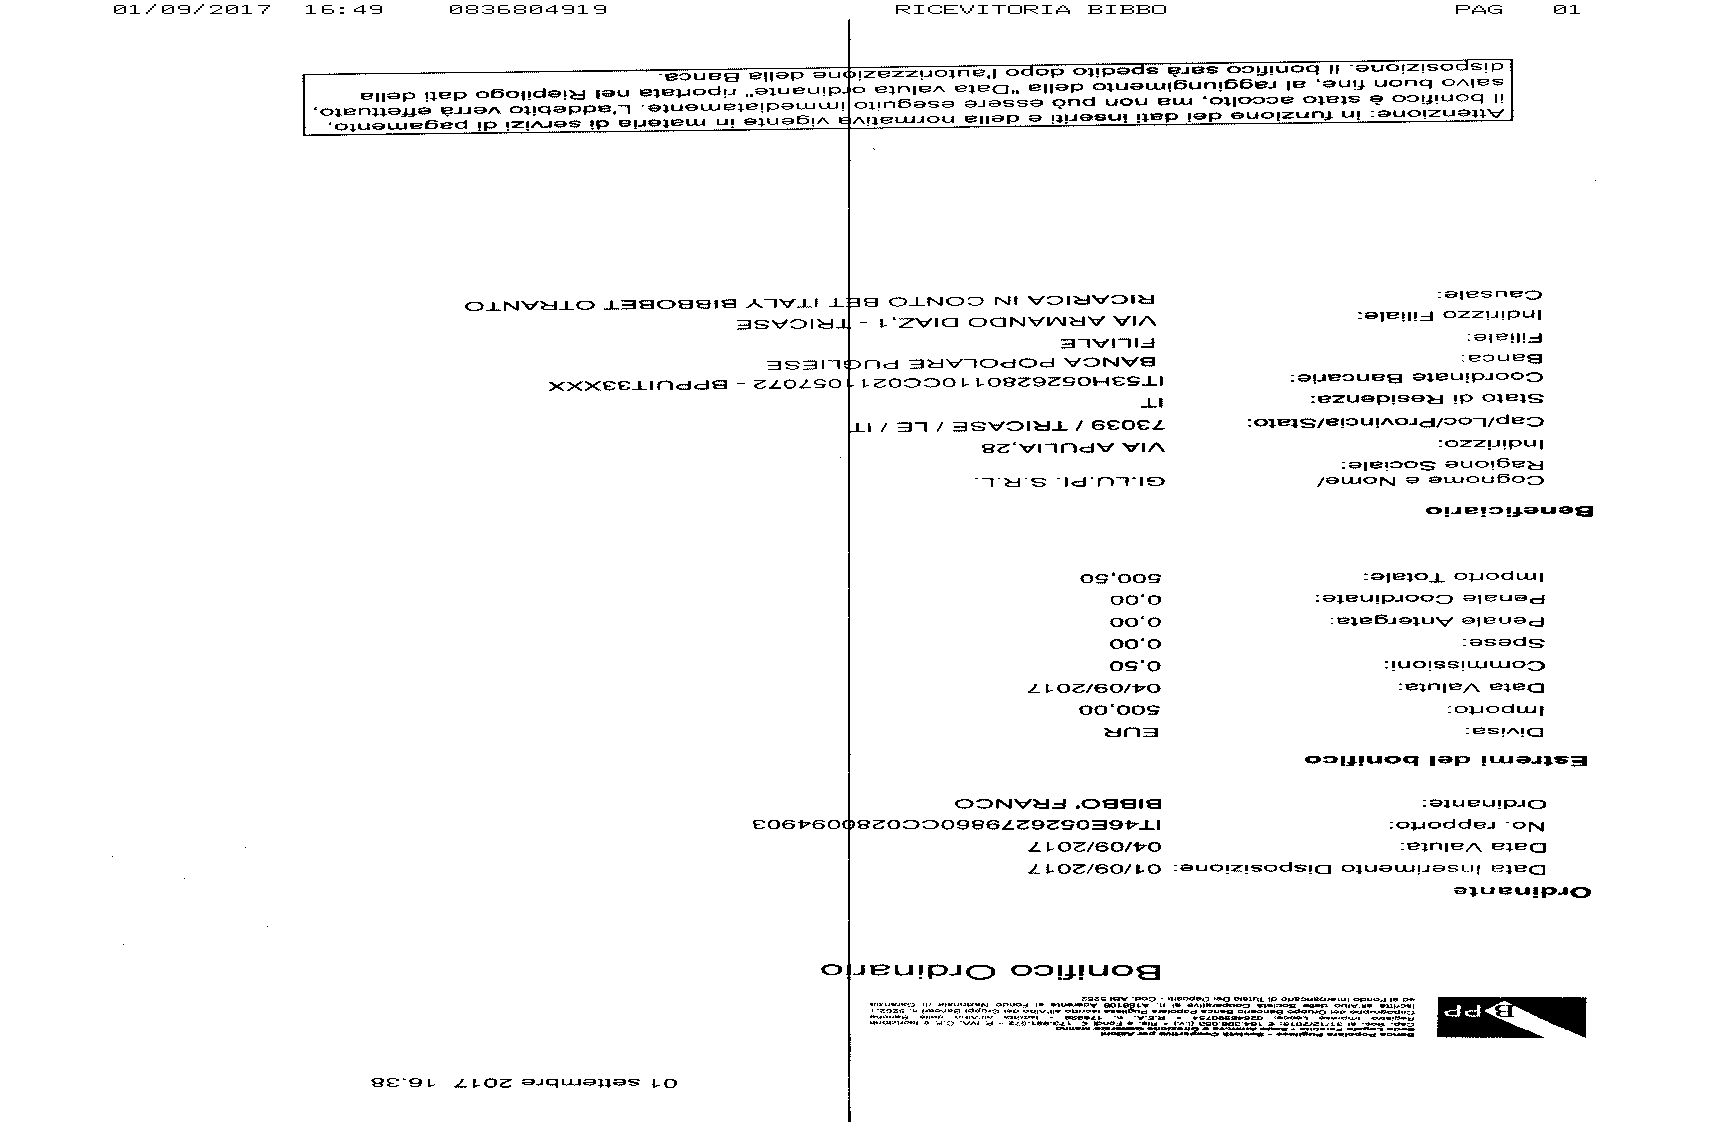 01/09/2017 16:49 0836804919 RICEVITORIA BIBBO PAG 01
01 settembre 2017 16.38
BPP
Banca Popolare Pugliese - Società Cooperativa per Azioni
Bonifico Ordinario
Ordinante
Data Inserimento Disposizione: 01/09/2017
Data Valuta: 04/09/2017
No. rapporto: IT46E0526279860CC0280094903
Ordinante: BIBBO' FRANCO
Estremi del bonifico
Divisa: EUR
Importo: 500,00
Data Valuta: 04/09/2017
Commissioni: 0,50
Spese: 0,00
Penale Antergata: 0,00
Penale Coordinate: 0,00
Importo Totale: 500,50
Beneficiario
Cognome e Nome/ GI.LU.PI. S.R.L.
Ragione Sociale:
Indirizzo: VIA APULIA,28
Cap/Loc/Provincia/Stato: 73039 / TRICASE / LE / IT
Stato di Residenza: IT
Coordinate Bancarie: IT53H0526280110CC0211057072 - BPPUIT33XXX
Banca: BANCA POPOLARE PUGLIESE
Filiale: FILIALE
Indirizzo Filiale: VIA ARMANDO DIAZ,1 - TRICASE
Causale: RICARICA IN CONTO BET ITALY BIBBOBET OTRANTO
Attenzione: in funzione dei dati inseriti e della normativa vigente in materia di servizi di pagamento,
il bonifico è stato accolto, ma non può essere eseguito immediatamente. L'addebito verrà effettuato,
salvo buon fine, al raggiungimento della "Data valuta ordinante" riportata nel Riepilogo dati della
disposizione. Il bonifico sarà spedito dopo l'autorizzazione della Banca.